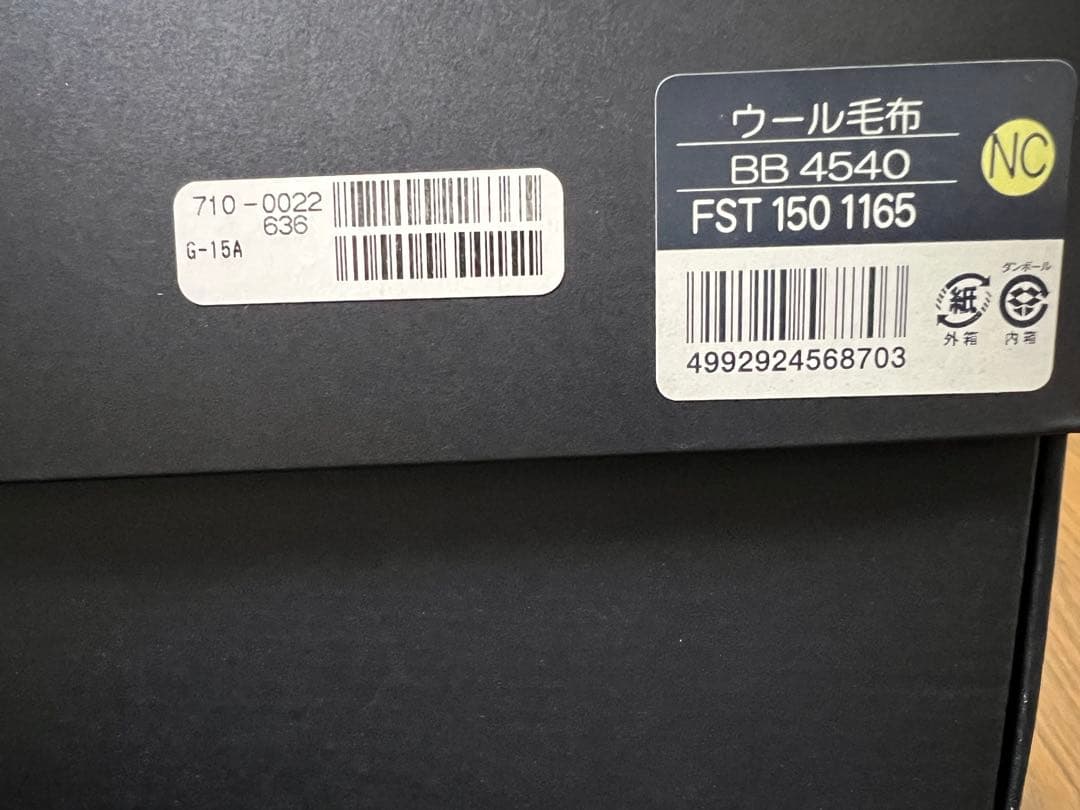 710-0022
636
G-15A
ウール毛布
BB 4540
FST 150 1165
NC
4992924568703
ダンボール
紙
外箱
内箱